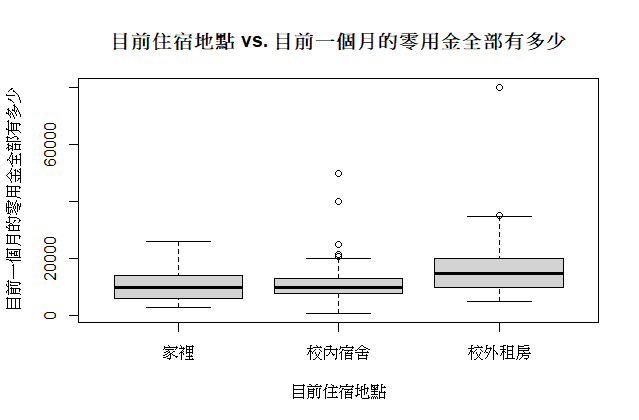 目前住宿地點 vs. 目前一個月的零用金全部有多少
目前一個月的零用金全部有多少
60000
20000
0
家裡
校內宿舍
校外租房
目前住宿地點